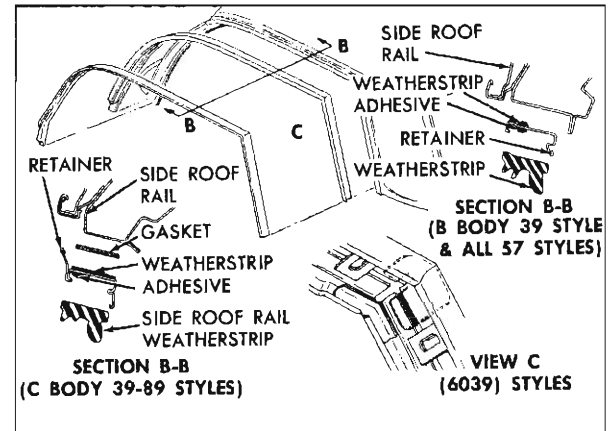 B
B
C
SIDE ROOF
RAIL
WEATHERSTRIP
ADHESIVE
RETAINER
WEATHERSTRIP
SECTION B-B
(B BODY 39 STYLE
& ALL 57 STYLES)
RETAINER
SIDE ROOF
RAIL
GASKET
WEATHERSTRIP
ADHESIVE
SIDE ROOF RAIL
WEATHERSTRIP
SECTION B-B
(C BODY 39-89 STYLES)
VIEW C
(6039) STYLES